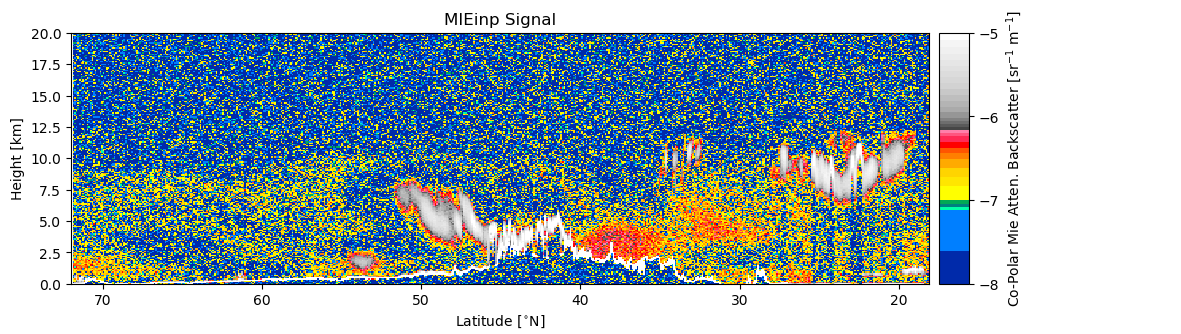 MIEinp Signal
20.0
17.5
15.0
12.5
10.0
7.5
5.0
2.5
0.0
Height [km]
70 60 50 40 30 20
Latitude [°N]
−5
−6
−7
−8
Co-Polar Mie Atten. Backscatter [sr⁻¹ m⁻¹]